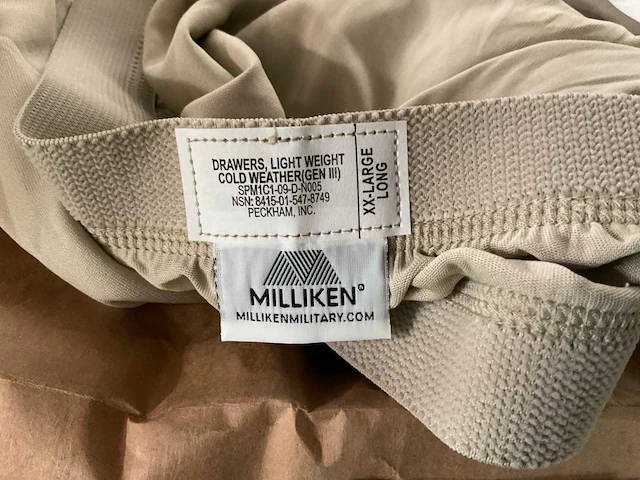 DRAWERS, LIGHT WEIGHT
COLD WEATHER(GEN III)
SPM1C1-09-D-N005
NSN: 8415-01-547-8749
PECKHAM, INC.
XX-LARGE
LONG
MILLIKEN
MILLIKENMILITARY.COM